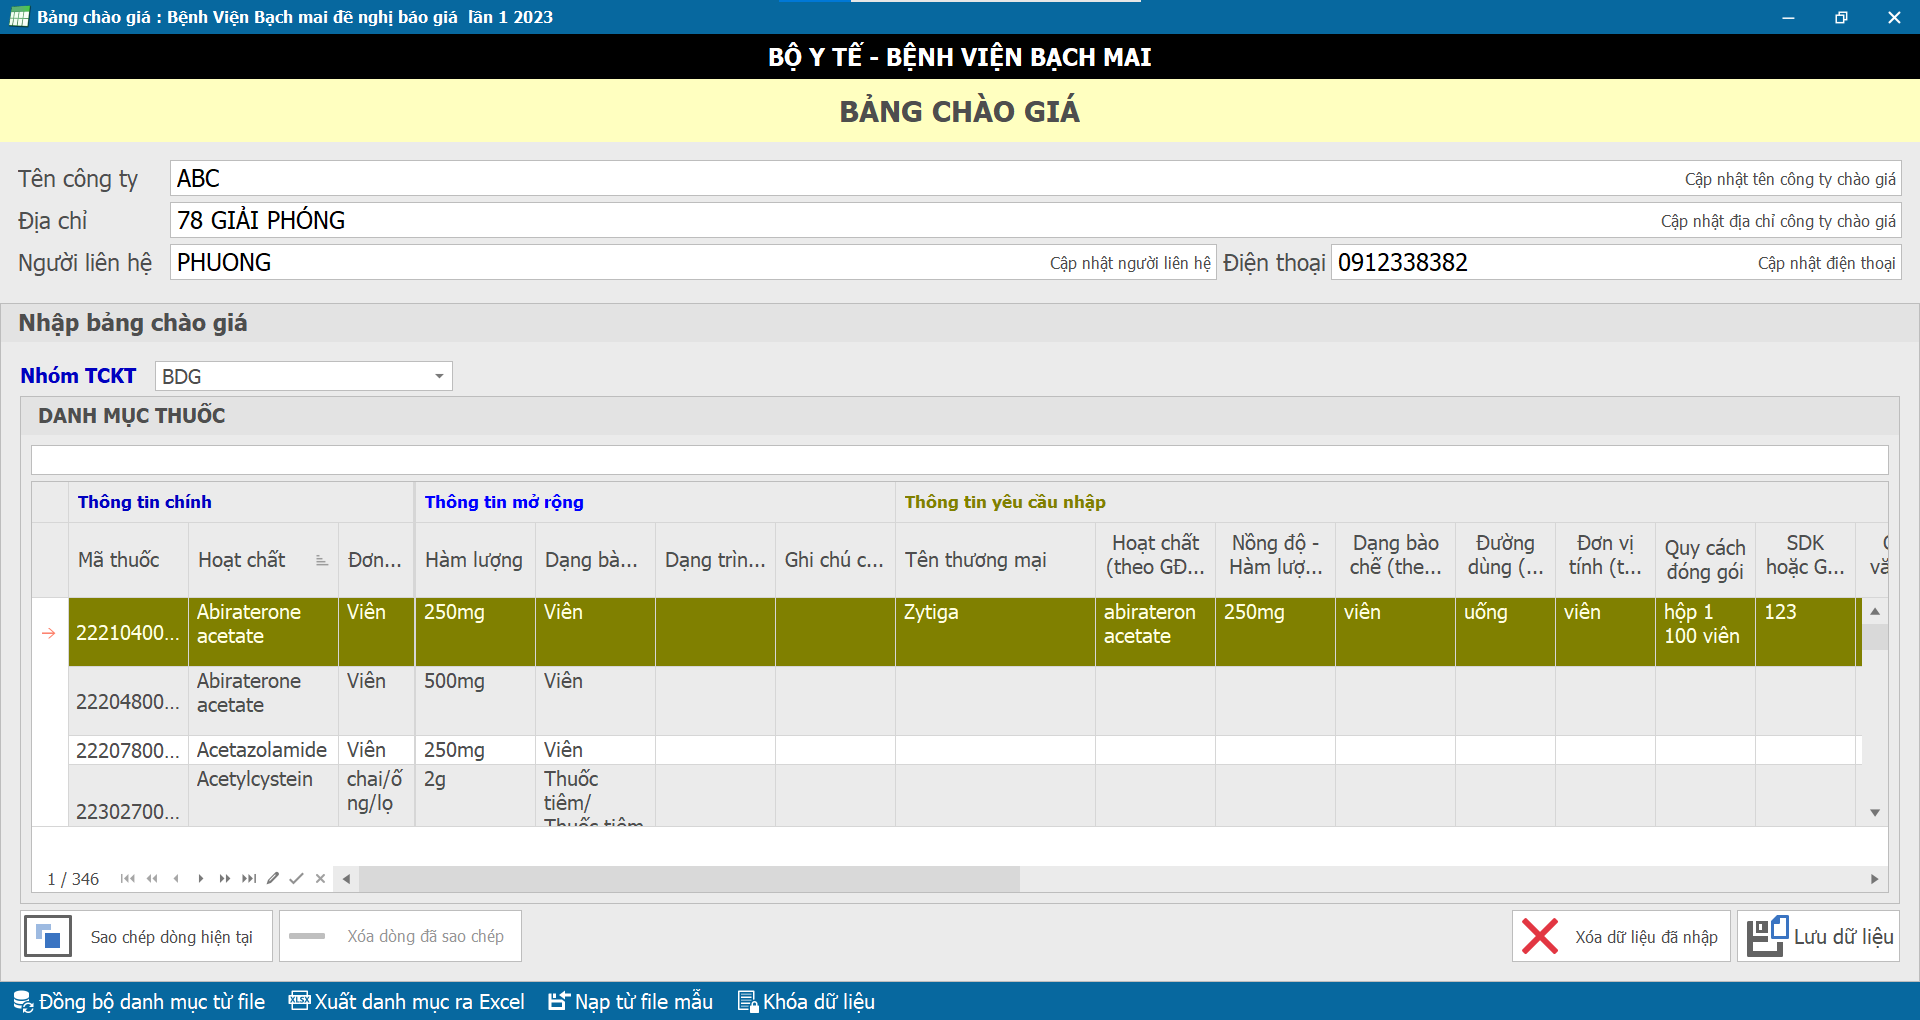 Bảng chào giá : Bệnh Viện Bạch mai đề nghị báo giá lần 1 2023
BỘ Y TẾ - BỆNH VIỆN BẠCH MAI
BẢNG CHÀO GIÁ
Tên công ty ABC Cập nhật tên công ty chào giá
Địa chỉ 78 GIẢI PHÓNG Cập nhật địa chỉ công ty chào giá
Người liên hệ PHUONG Cập nhật người liên hệ Điện thoại 0912338382 Cập nhật điện thoại
Nhập bảng chào giá
Nhóm TCKT BDG
DANH MỤC THUỐC
Thông tin chính Thông tin mở rộng Thông tin yêu cầu nhập
Mã thuốc Hoạt chất Đơn... Hàm lượng Dạng bà... Dạng trìn... Ghi chú c... Tên thương mại
Hoạt chất (theo GĐ...
Nồng độ - Hàm lượ...
Dạng bào chế (the...
Đường dùng (...
Đơn vị tính (t...
Quy cách đóng gói
SDK hoặc G...
22210400... Abiraterone acetate Viên 250mg Viên Zytiga abirateron acetate 250mg viên uống viên hộp 1 100 viên 123
22204800... Abiraterone acetate Viên 500mg Viên
22207800... Acetazolamide Viên 250mg Viên
22302700... Acetylcystein chai/ống/lọ 2g Thuốc tiêm/ Thuốc tiêm
1 / 346
Sao chép dòng hiện tại Xóa dòng đã sao chép Xóa dữ liệu đã nhập Lưu dữ liệu
Đồng bộ danh mục từ file XLSX Xuất danh mục ra Excel Nạp từ file mẫu Khóa dữ liệu